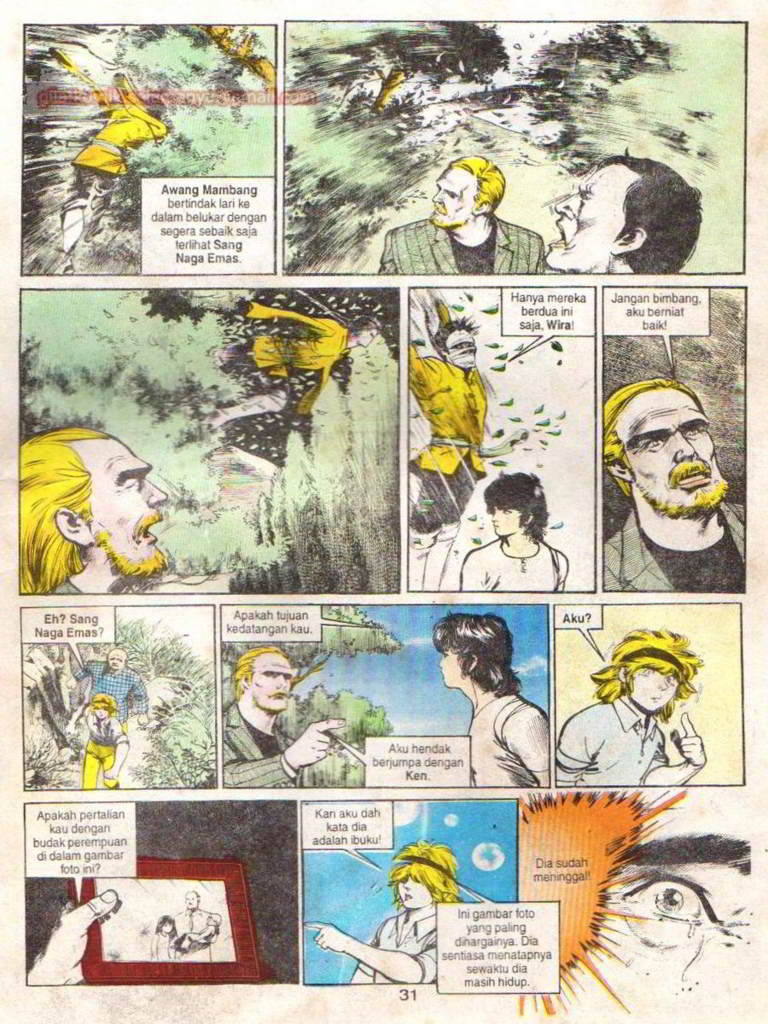 Awang Mambang
bertindak lari ke
dalam belukar dengan
segera sebaik saja
terlihat Sang
Naga Emas.
Hanya mereka
berdua ini
saja, Wira!
Jangan bimbang,
aku berniat
baik!
Eh? Sang
Naga Emas?
Apakah tujuan
kedatangan kau.
Aku hendak
berjumpa dengan
Ken.
Aku?
Apakah pertalian
kau dengan
budak perempuan
di dalam gambar
foto ini?
Kan aku dah
kata dia
adalah ibuku!
Ini gambar foto
yang paling
dihargainya. Dia
sentiasa menatapnya
sewaktu dia
masih hidup.
Dia sudah
meninggal!
31